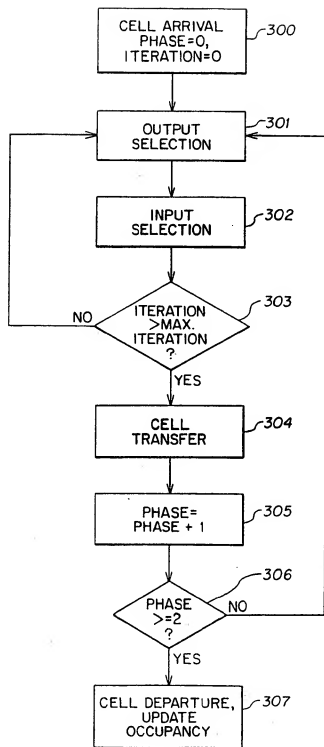 CELL ARRIVAL
PHASE=0,
ITERATION=0
300
OUTPUT
SELECTION
301
INPUT
SELECTION
302
ITERATION
>MAX.
ITERATION
?
303
NO
YES
CELL
TRANSFER
304
PHASE=
PHASE + 1
305
PHASE
>=2
?
306
NO
YES
CELL DEPARTURE,
UPDATE
OCCUPANCY
307